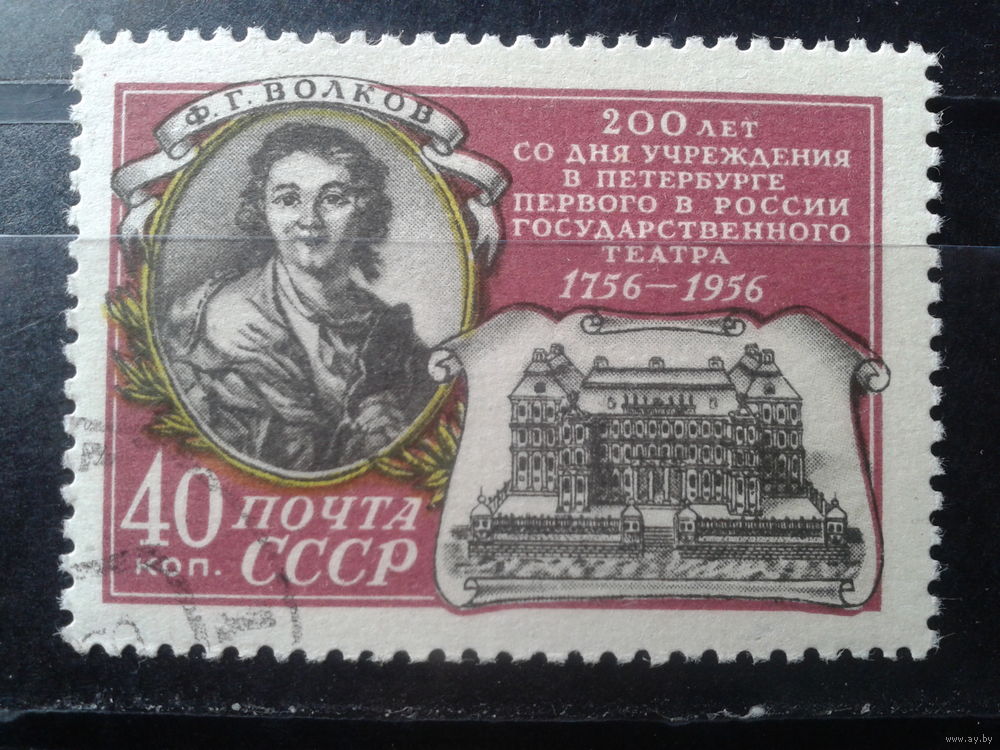 Ф. Г. ВОЛКОВ
200 ЛЕТ
СО ДНЯ УЧРЕЖДЕНИЯ
В ПЕТЕРБУРГЕ
ПЕРВОГО В РОССИИ
ГОСУДАРСТВЕННОГО
ТЕАТРА
1756—1956
40 ПОЧТА
КОП. СССР
www.ay.by